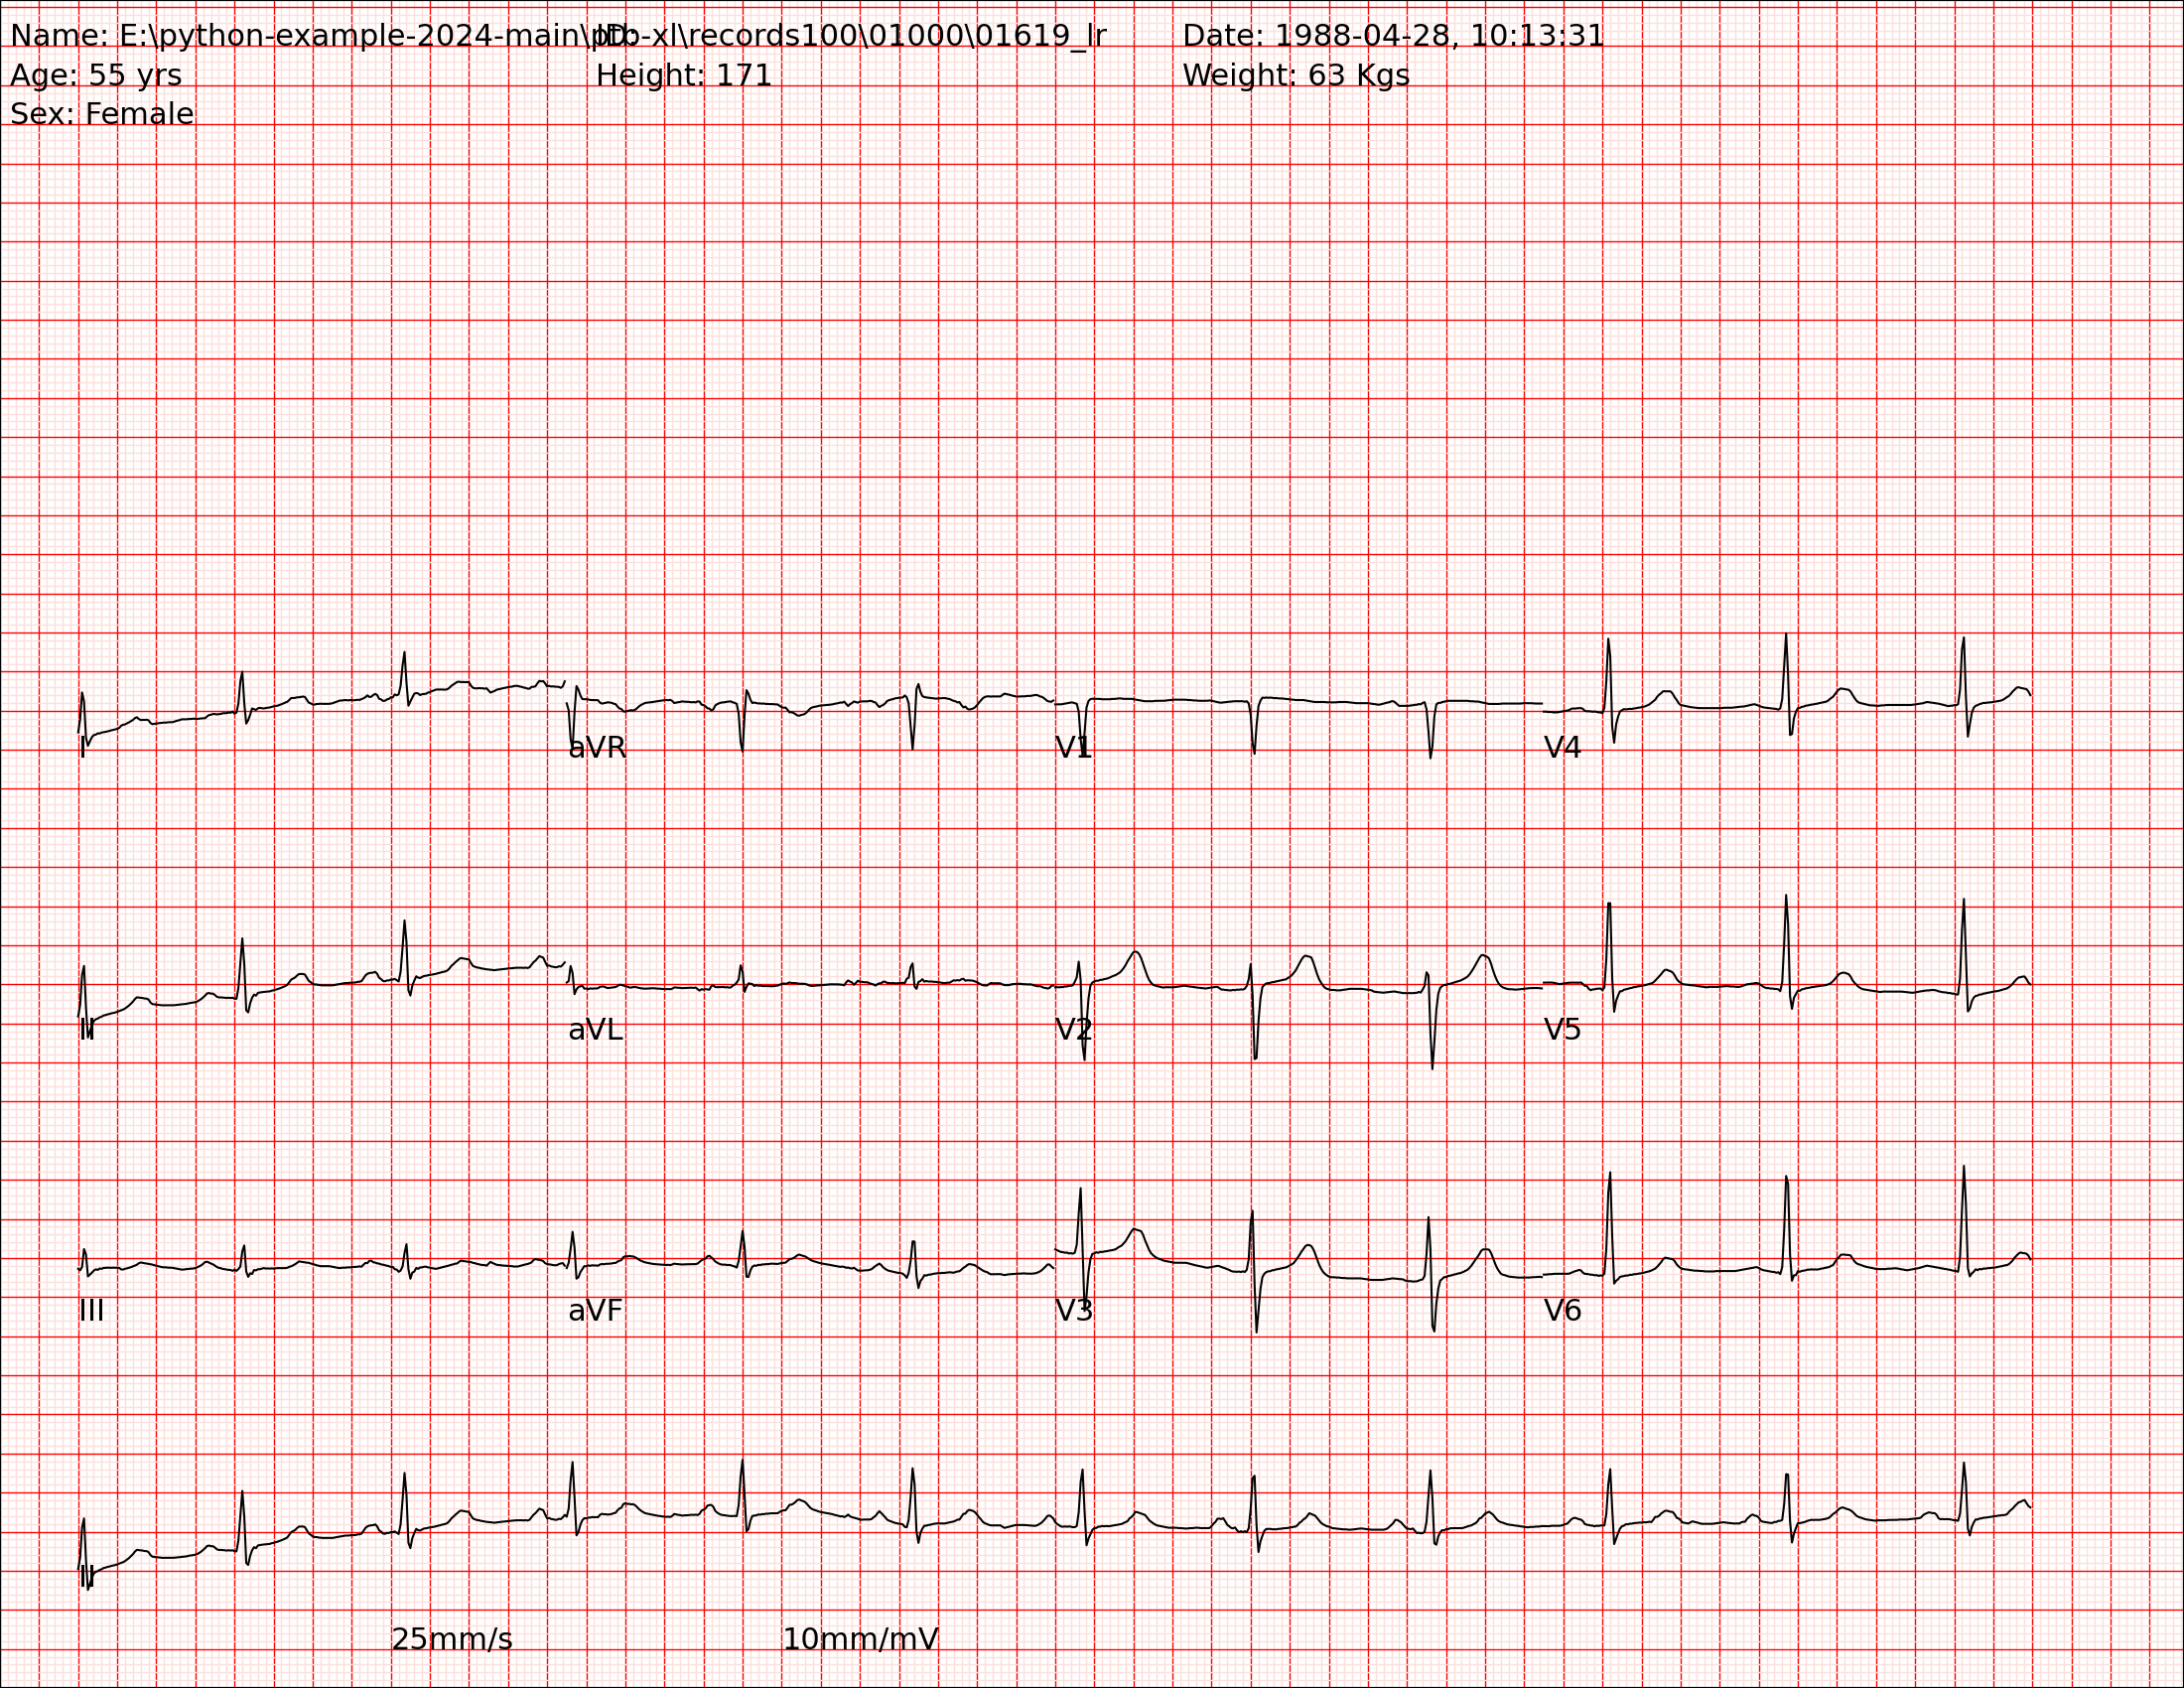 Name: E:\python-example-2024-main\ptb-xl\records100\01000\01619_lr ID: Date: 1988-04-28, 10:13:31
Age: 55 yrs Height: 171 Weight: 63 Kgs
Sex: Female
I aVR V1 V4
II aVL V2 V5
III aVF V3 V6
II
25mm/s 10mm/mV